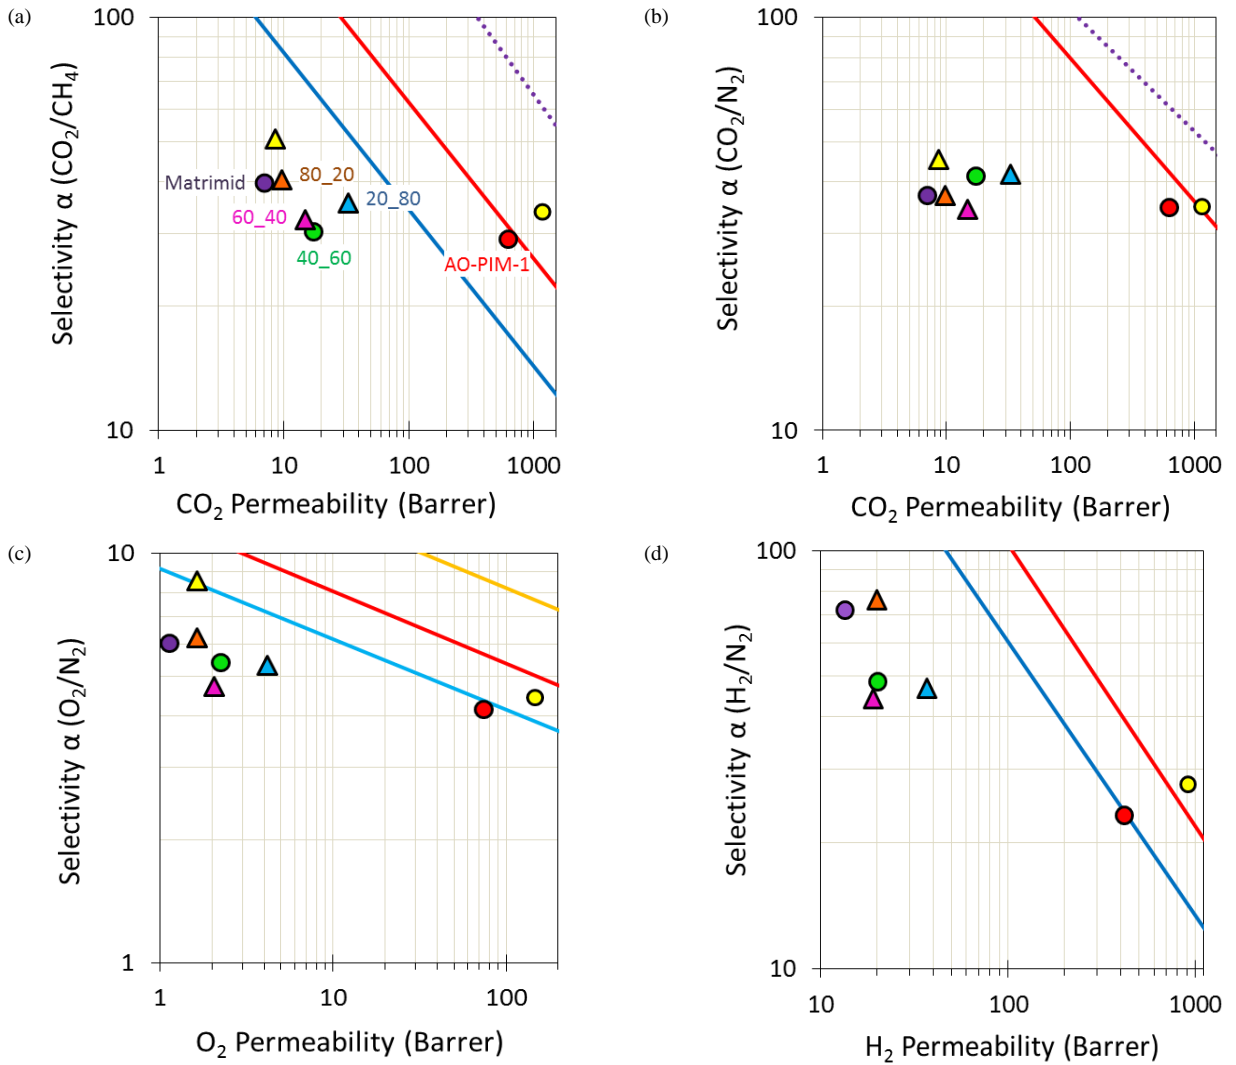 (a)
100
10
1 10 100 1000
Selectivity α (CO₂/CH₄)
CO₂ Permeability (Barrer)
Matrimid
80_20
20_80
60_40
40_60
AO-PIM-1
(b)
100
10
1 10 100 1000
Selectivity α (CO₂/N₂)
CO₂ Permeability (Barrer)
(c)
10
1
1 10 100
Selectivity α (O₂/N₂)
O₂ Permeability (Barrer)
(d)
100
10
10 100 1000
Selectivity α (H₂/N₂)
H₂ Permeability (Barrer)